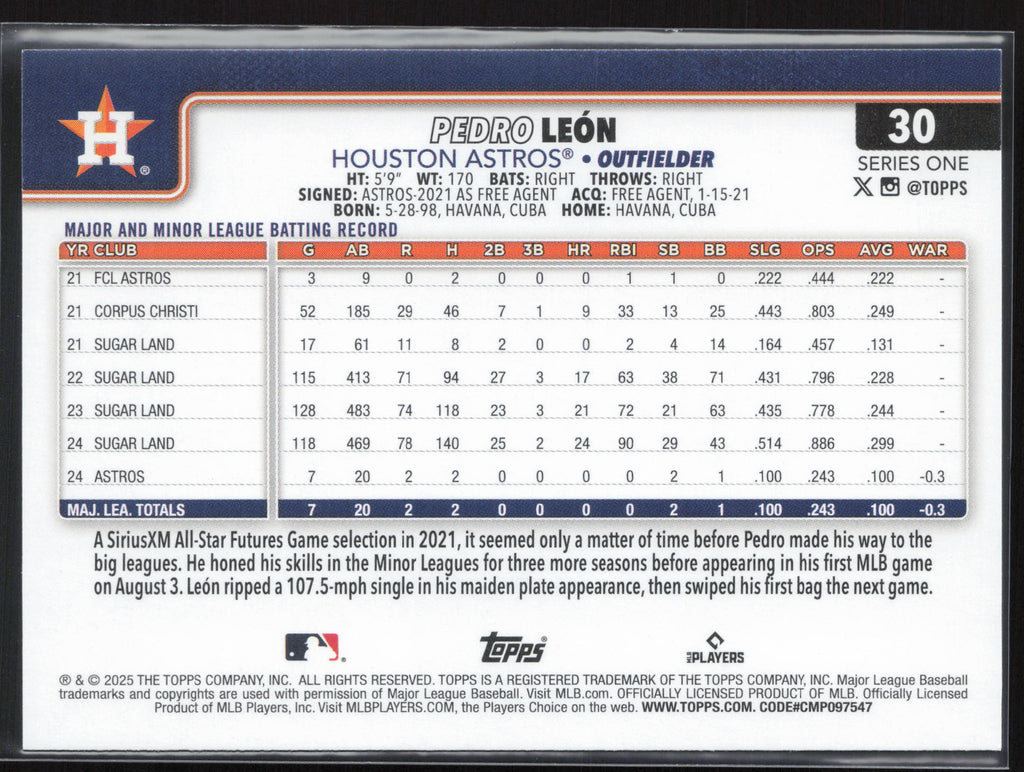 H ®
30
PEDRO LEÓN
HOUSTON ASTROS® • OUTFIELDER
SERIES ONE
HT: 5'9" WT: 170 BATS: RIGHT THROWS: RIGHT
@TOPPS
SIGNED: ASTROS-2021 AS FREE AGENT ACQ: FREE AGENT, 1-15-21
BORN: 5-28-98, HAVANA, CUBA HOME: HAVANA, CUBA
MAJOR AND MINOR LEAGUE BATTING RECORD
YR CLUB G AB R H 2B 3B HR RBI SB BB SLG OPS AVG WAR
21 FCL ASTROS 3 9 0 2 0 0 0 1 1 0 .222 .444 .222 -
21 CORPUS CHRISTI 52 185 29 46 7 1 9 33 13 25 .443 .803 .249 -
21 SUGAR LAND 17 61 11 8 2 0 0 2 4 14 .164 .457 .131 -
22 SUGAR LAND 115 413 71 94 27 3 17 63 38 71 .431 .796 .228 -
23 SUGAR LAND 128 483 74 118 23 3 21 72 21 63 .435 .778 .244 -
24 SUGAR LAND 118 469 78 140 25 2 24 90 29 43 .514 .886 .299 -
24 ASTROS 7 20 2 2 0 0 0 0 2 1 .100 .243 .100 -0.3
MAJ. LEA. TOTALS 7 20 2 2 0 0 0 0 2 1 .100 .243 .100 -0.3
A SiriusXM All-Star Futures Game selection in 2021, it seemed only a matter of time before Pedro made his way to the
big leagues. He honed his skills in the Minor Leagues for three more seasons before appearing in his first MLB game
on August 3. León ripped a 107.5-mph single in his maiden plate appearance, then swiped his first bag the next game.
® Topps® MLB PLAYERS
® & © 2025 THE TOPPS COMPANY, INC. ALL RIGHTS RESERVED. TOPPS IS A REGISTERED TRADEMARK OF THE TOPPS COMPANY, INC. Major League Baseball
trademarks and copyrights are used with permission of Major League Baseball. Visit MLB.com. OFFICIALLY LICENSED PRODUCT OF MLB. Officially Licensed
Product of MLB Players, Inc. Visit MLBPLAYERS.COM, the Players Choice on the web. WWW.TOPPS.COM. CODE#CMP097547